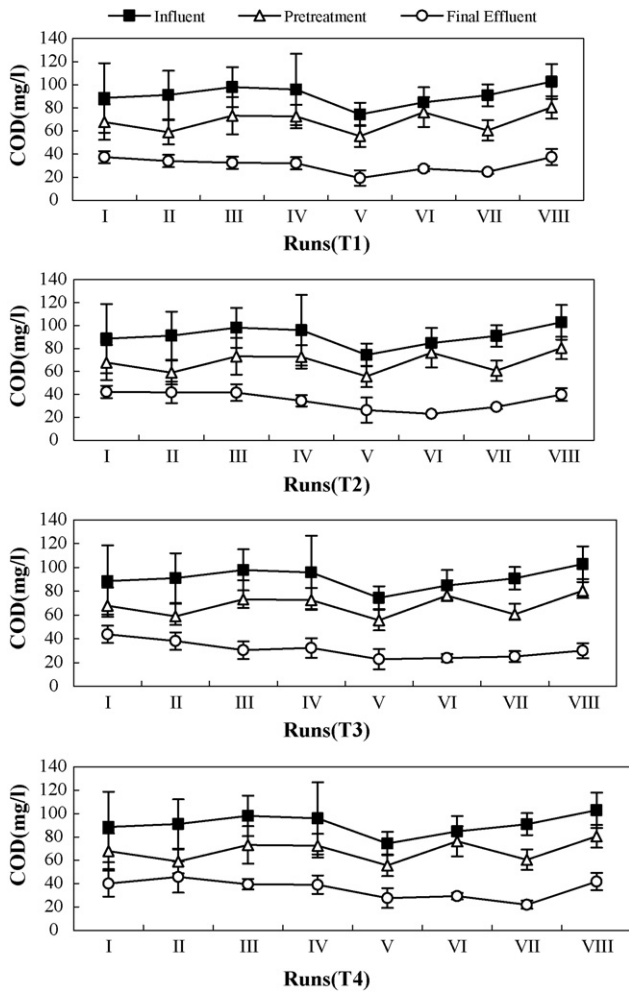 Influent Pretreatment Final Effluent
COD(mg/l)
140
120
100
80
60
40
20
0
I II III IV V VI VII VIII
Runs(T1)
COD(mg/l)
140
120
100
80
60
40
20
0
I II III IV V VI VII VIII
Runs(T2)
COD(mg/l)
140
120
100
80
60
40
20
0
I II III IV V VI VII VIII
Runs(T3)
COD(mg/l)
140
120
100
80
60
40
20
0
I II III IV V VI VII VIII
Runs(T4)